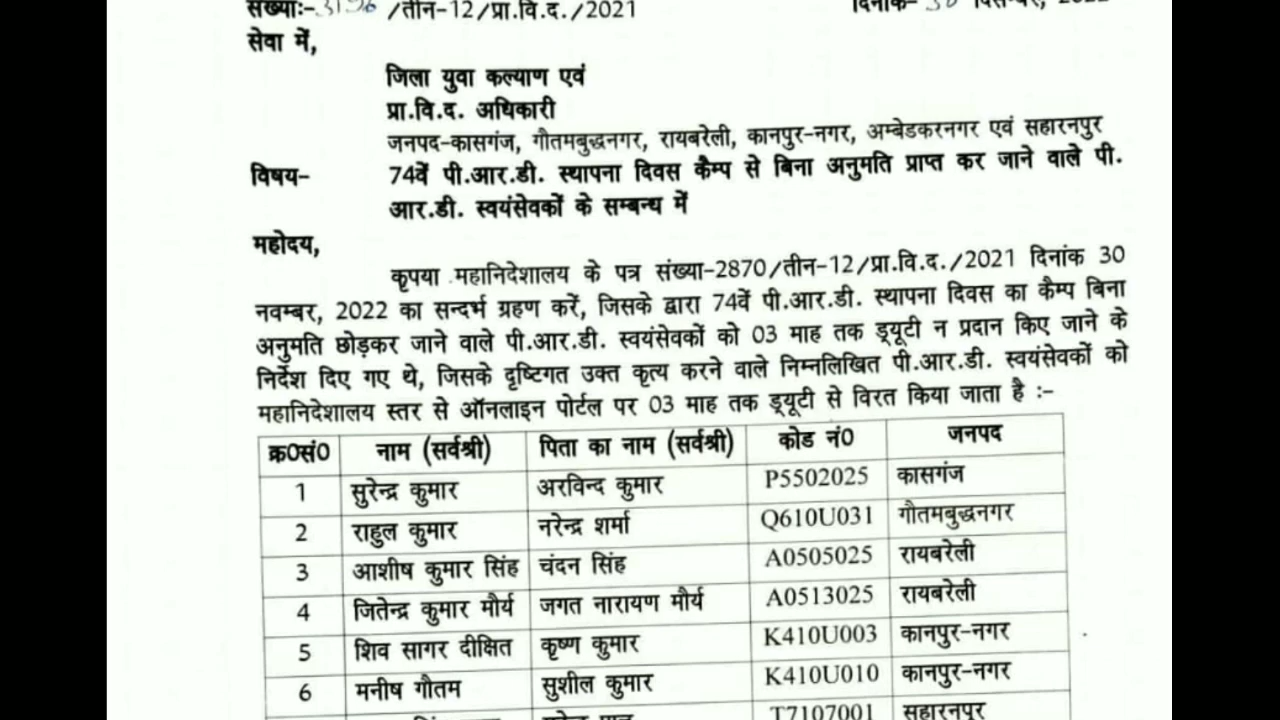 संख्याः- /तीन-12/प्रा.वि.द./2021 दिनांक-
सेवा में,
जिला युवा कल्याण एवं
प्रा.वि.द. अधिकारी
जनपद-कासगंज, गौतमबुद्धनगर, रायबरेली, कानपुर-नगर, अम्बेडकरनगर एवं सहारनपुर
विषय- 74वें पी.आर.डी. स्थापना दिवस कैम्प से बिना अनुमति प्राप्त कर जाने वाले पी.
आर.डी. स्वयंसेवकों के सम्बन्ध में
महोदय,
कृपया महानिदेशालय के पत्र संख्या-2870/तीन-12/प्रा.वि.द./2021 दिनांक 30
नवम्बर, 2022 का सन्दर्भ ग्रहण करें, जिसके द्वारा 74वें पी.आर.डी. स्थापना दिवस का कैम्प बिना
अनुमति छोड़कर जाने वाले पी.आर.डी. स्वयंसेवकों को 03 माह तक ड्यूटी न प्रदान किए जाने के
निर्देश दिए गए थे, जिसके दृष्टिगत उक्त कृत्य करने वाले निम्नलिखित पी.आर.डी. स्वयंसेवकों को
महानिदेशालय स्तर से ऑनलाइन पोर्टल पर 03 माह तक ड्यूटी से विरत किया जाता है ः-
क्र0सं0 नाम (सर्वश्री) पिता का नाम (सर्वश्री) कोड नं0 जनपद
1 सुरेन्द्र कुमार अरविन्द कुमार P5502025 कासगंज
2 राहुल कुमार नरेन्द्र शर्मा Q610U031 गौतमबुद्धनगर
3 आशीष कुमार सिंह चंदन सिंह A0505025 रायबरेली
4 जितेन्द्र कुमार मौर्य जगत नारायण मौर्य A0513025 रायबरेली
5 शिव सागर दीक्षित कृष्ण कुमार K410U003 कानपुर-नगर
6 मनीष गौतम सुशील कुमार K410U010 कानपुर-नगर
T7107001 सहारनपुर